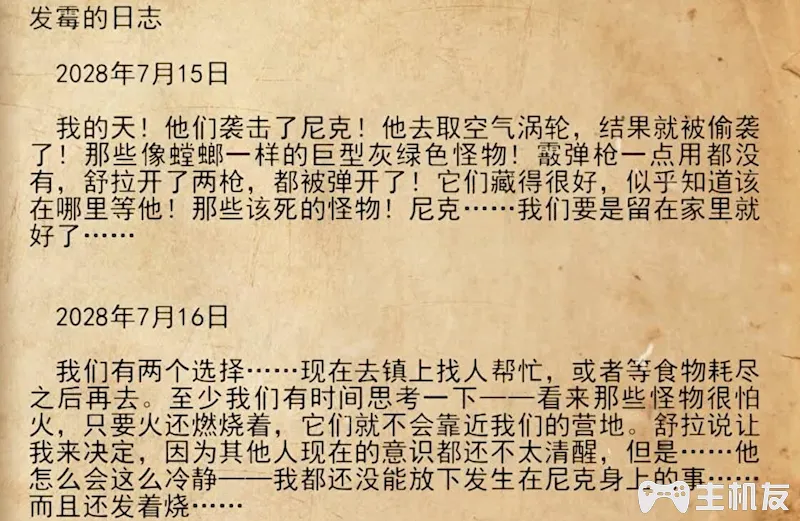 发霉的日志
2028年7月15日
我的天！他们袭击了尼克！他去取空气涡轮，结果就被偷袭
了！那些像螳螂一样的巨型灰绿色怪物！霰弹枪一点用都没
有，舒拉开了两枪，都被弹开了！它们藏得很好，似乎知道该
在哪里等他！那些该死的怪物！尼克……我们要是留在家里就
好了……
2028年7月16日
我们有两个选择……现在去镇上找人帮忙，或者等食物耗尽
之后再去。至少我们有时间思考一下——看来那些怪物很怕
火，只要火还燃烧着，它们就不会靠近我们的营地。舒拉说让
我来决定，因为其他人现在的意识都还不太清醒，但是……他
怎么会这么冷静——我都还没能放下发生在尼克身上的事……
而且还发着烧……
主机友